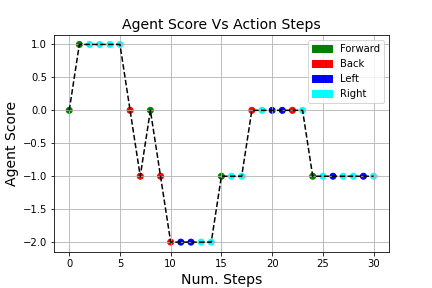 Agent Score Vs Action Steps
Agent Score
1.0
0.5
0.0
−0.5
−1.0
−1.5
−2.0
Forward
Back
Left
Right
0 5 10 15 20 25 30
Num. Steps